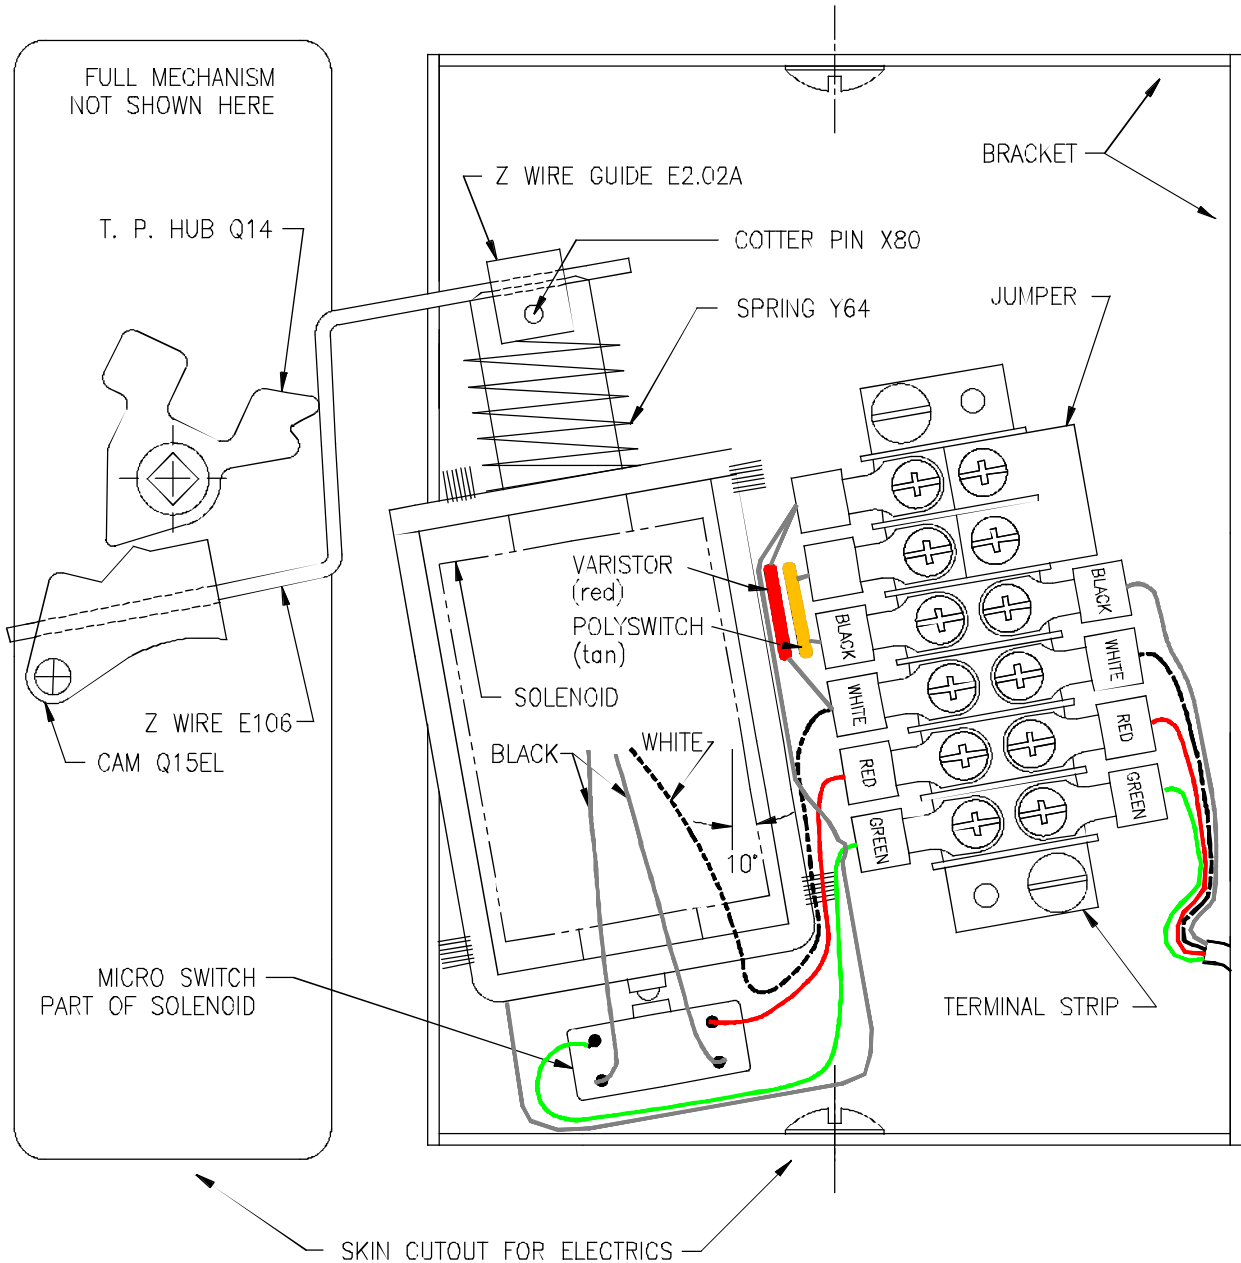 FULL MECHANISM
NOT SHOWN HERE
BRACKET
Z WIRE GUIDE E2.02A
T. P. HUB Q14
COTTER PIN X80
JUMPER
SPRING Y64
VARISTOR
(red)
POLYSWITCH
(tan)
BLACK
BLACK
WHITE
WHITE
SOLENOID
Z WIRE E106
RED
RED
BLACK
WHITE
CAM Q15EL
GREEN
GREEN
10°
MICRO SWITCH
PART OF SOLENOID
TERMINAL STRIP
SKIN CUTOUT FOR ELECTRICS